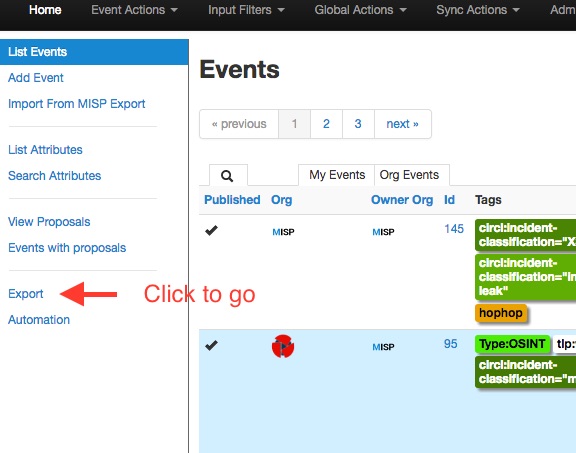 Home Event Actions Input Filters Global Actions Sync Actions Adm
List Events
Add Event
Import From MISP Export
List Attributes
Search Attributes
View Proposals
Events with proposals
Export
Automation
Click to go
Events
« previous 1 2 3 next »
My Events Org Events
Published Org Owner Org Id Tags
MISP MISP 145
circl:incident-
classification="X
circl:incident-
classification="in
leak"
hophop
MISP 95
Type:OSINT tlp:
circl:incident-
classification="m